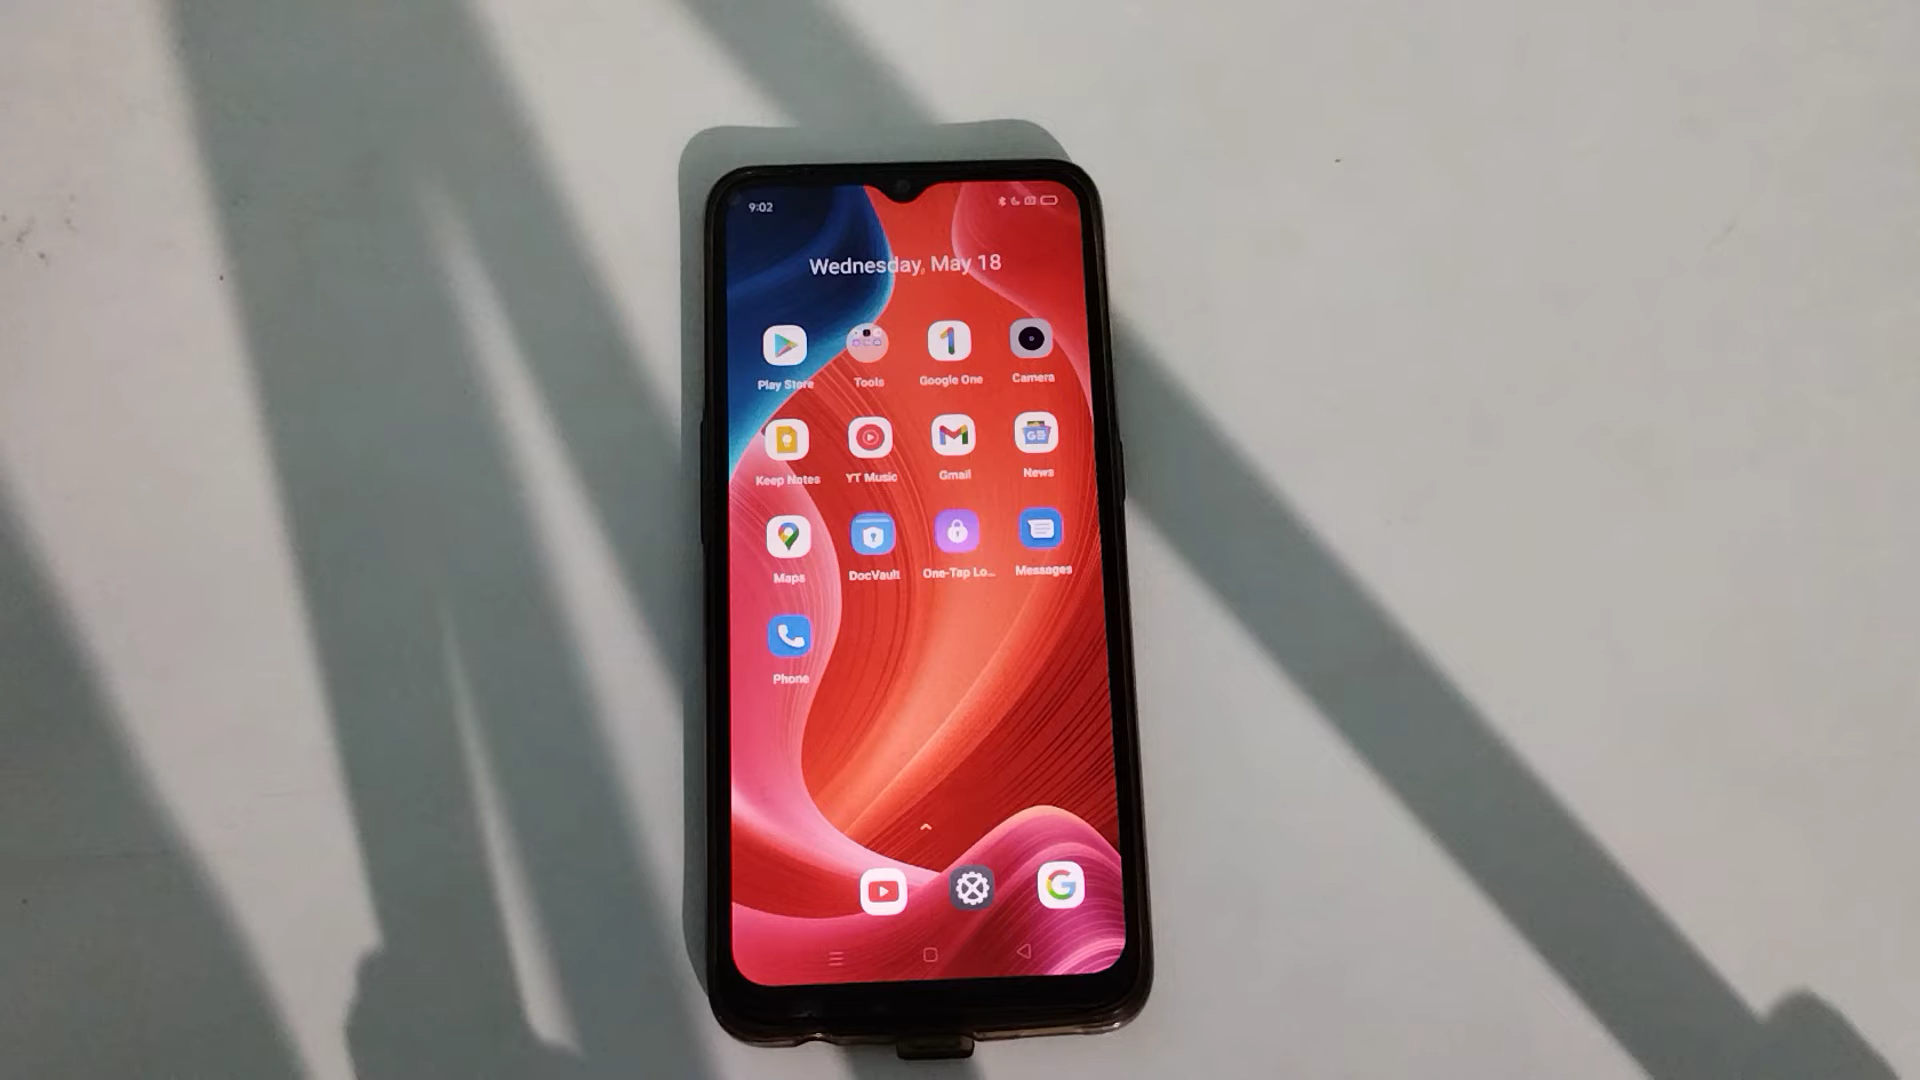 9:02
Wednesday, May 18
Play Store
Tools
Google One
Camera
Keep Notes
YT Music
Gmail
News
Maps
DocVault
One-Tap Lo...
Messages
Phone